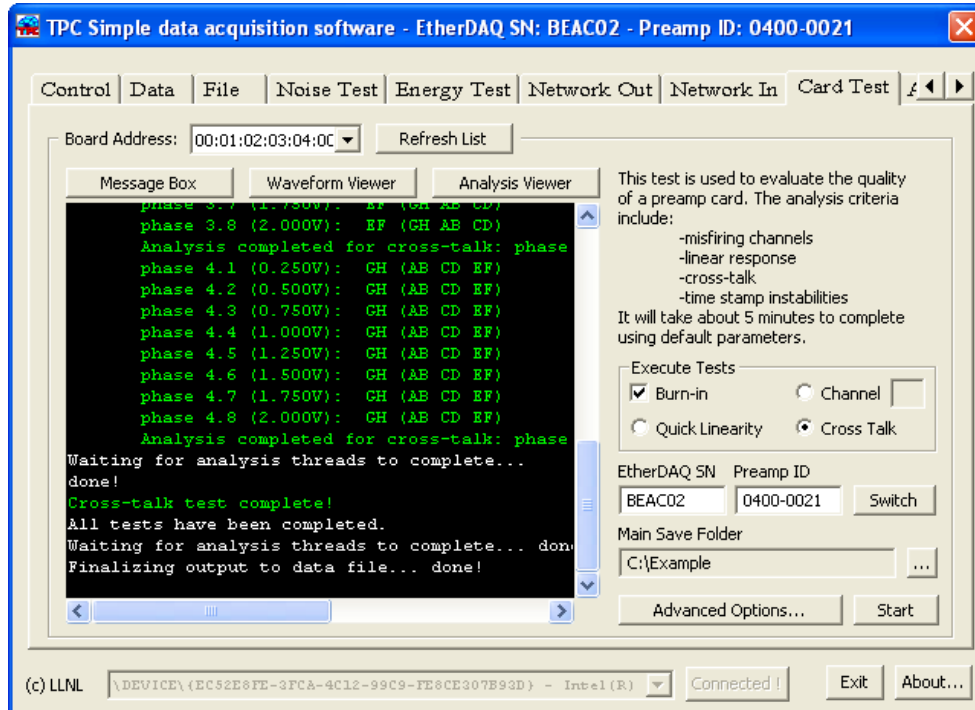 TPC Simple data acquisition software - EtherDAQ SN: BEAC02 - Preamp ID: 0400-0021
Control Data File Noise Test Energy Test Network Out Network In Card Test
Board Address: 00:01:02:03:04:0C Refresh List
Message Box Waveform Viewer Analysis Viewer
phase 3.7 (1.750V): EF (GH AB CD)
phase 3.8 (2.000V): EF (GH AB CD)
Analysis completed for cross-talk: phase
phase 4.1 (0.250V): GH (AB CD EF)
phase 4.2 (0.500V): GH (AB CD EF)
phase 4.3 (0.750V): GH (AB CD EF)
phase 4.4 (1.000V): GH (AB CD EF)
phase 4.5 (1.250V): GH (AB CD EF)
phase 4.6 (1.500V): GH (AB CD EF)
phase 4.7 (1.750V): GH (AB CD EF)
phase 4.8 (2.000V): GH (AB CD EF)
Analysis completed for cross-talk: phase
Waiting for analysis threads to complete...
done!
Cross-talk test complete!
All tests have been completed.
Waiting for analysis threads to complete... don
Finalizing output to data file... done!
This test is used to evaluate the quality
of a preamp card. The analysis criteria
include:
-misfiring channels
-linear response
-cross-talk
-time stamp instabilities
It will take about 5 minutes to complete
using default parameters.
Execute Tests
Burn-in Channel
Quick Linearity Cross Talk
EtherDAQ SN Preamp ID
BEAC02 0400-0021 Switch
Main Save Folder
C:\Example ...
Advanced Options... Start
(c) LLNL \DEVICE\{EC52E8FE-3FCA-4C12-99C9-FE8CE307B93D} - Intel(R) Connected ! Exit About...